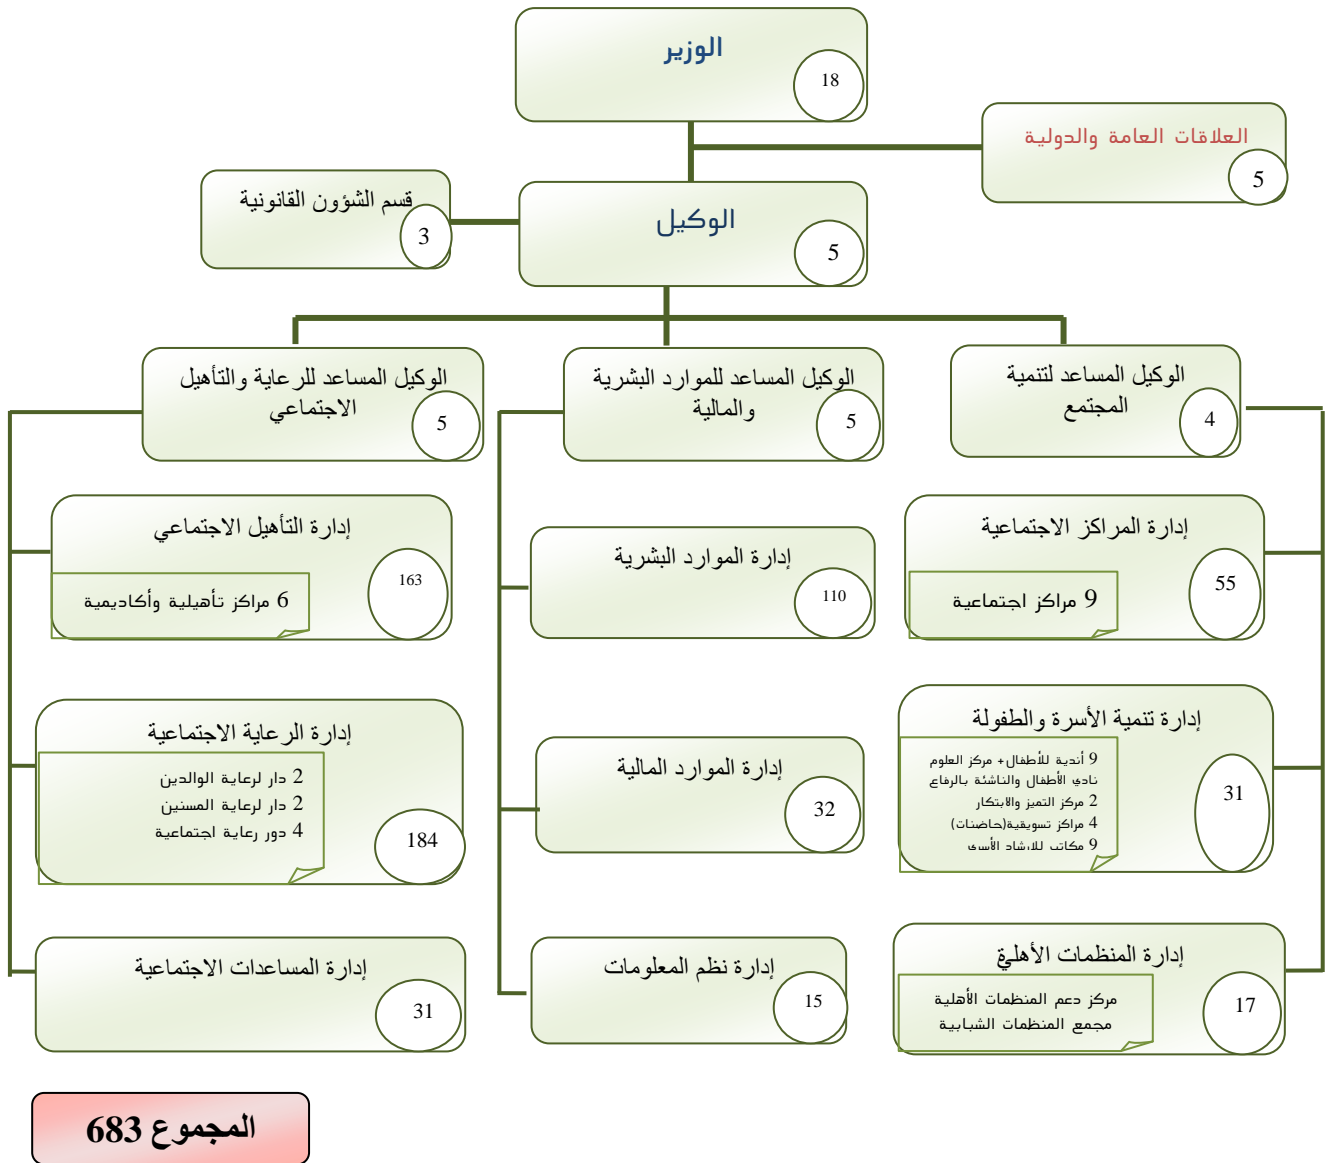 الوزير
18
العلاقات العامة والدولية
5
قسم الشؤون القانونية
3
الوكيل
5
الوكيل المساعد لتنمية
المجتمع
4
الوكيل المساعد للموارد البشرية
والمالية
5
الوكيل المساعد للرعاية والتأهيل
الاجتماعي
5
إدارة المراكز الاجتماعية
9 مراكز اجتماعية
55
إدارة تنمية الأسرة والطفولة
9 أندية للأطفال+ مركز العلوم
نادي الأطفال والناشئة بالرفاع
2 مركز التميز والابتكار
4 مراكز تسويقية(حاضنات)
9 مكاتب للارشاد الأسري
31
إدارة المنظمات الأهلية
مركز دعم المنظمات الأهلية
مجمع المنظمات الشبابية
17
إدارة الموارد البشرية
110
إدارة الموارد المالية
32
إدارة نظم المعلومات
15
إدارة التأهيل الاجتماعي
6 مراكز تأهيلية وأكاديمية
163
إدارة الرعاية الاجتماعية
2 دار لرعاية الوالدين
2 دار لرعاية المسنين
4 دور رعاية اجتماعية
184
إدارة المساعدات الاجتماعية
31
المجموع 683